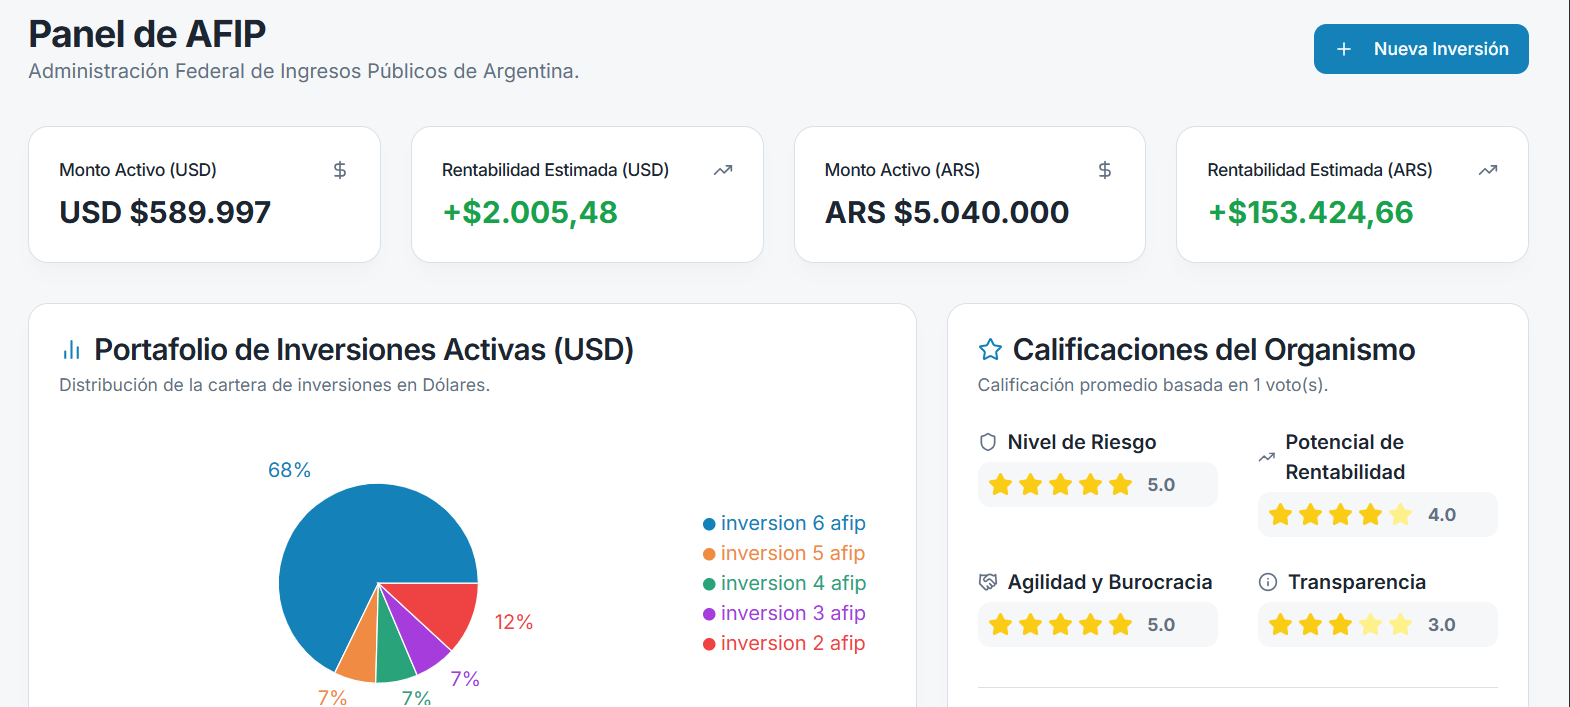 Panel de AFIP
Administración Federal de Ingresos Públicos de Argentina.
Nueva Inversión
Monto Activo (USD)
USD $589.997
Rentabilidad Estimada (USD)
+$2.005,48
Monto Activo (ARS)
ARS $5.040.000
Rentabilidad Estimada (ARS)
+$153.424,66
Portafolio de Inversiones Activas (USD)
Distribución de la cartera de inversiones en Dólares.
68%
12%
7%
7%
7%
inversion 6 afip
inversion 5 afip
inversion 4 afip
inversion 3 afip
inversion 2 afip
Calificaciones del Organismo
Calificación promedio basada en 1 voto(s).
Nivel de Riesgo
5.0
Potencial de
Rentabilidad
4.0
Agilidad y Burocracia
5.0
Transparencia
3.0